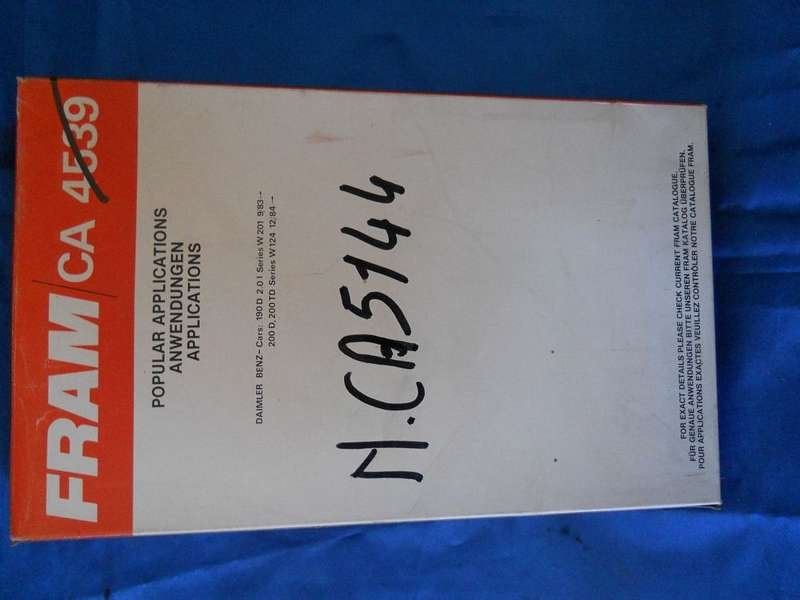 FRAM/CA 4539
POPULAR APPLICATIONS
ANWENDUNGEN
APPLICATIONS
DAIMLER BENZ-Cars: 190D 2.0 l Series W 201 9/83→
200 D, 200 TD Series W 124 12/84→
M.CA5144
FOR EXACT DETAILS PLEASE CHECK CURRENT FRAM CATALOGUE.
FÜR GENAUE ANWENDUNGEN BITTE UNSEREN FRAM KATALOG ÜBERPRÜFEN.
POUR APPLICATIONS EXACTES VEUILLEZ CONTRÔLER NOTRE CATALOGUE FRAM.